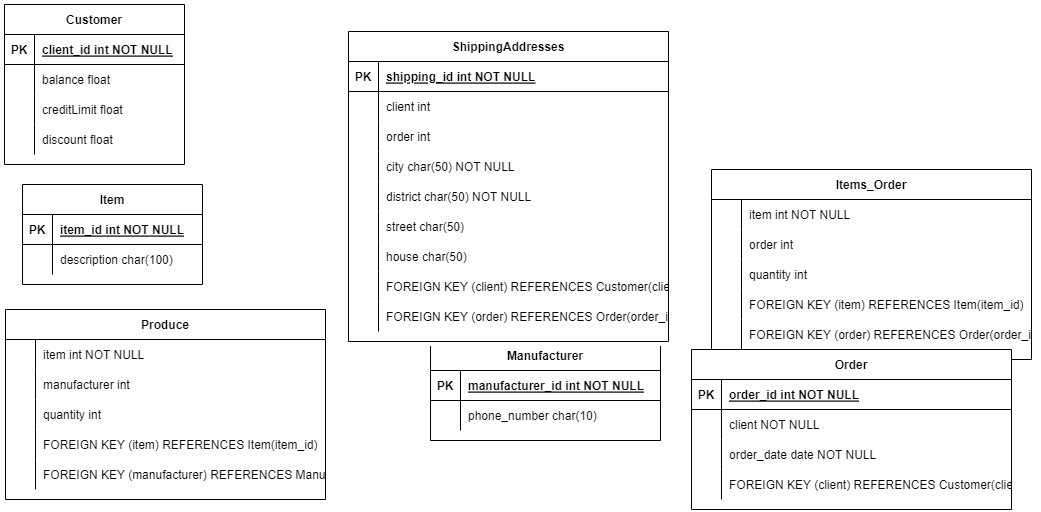 Customer
PK client_id int NOT NULL
balance float
creditLimit float
discount float
Item
PK item_id int NOT NULL
description char(100)
Produce
item int NOT NULL
manufacturer int
quantity int
FOREIGN KEY (item) REFERENCES Item(item_id)
FOREIGN KEY (manufacturer) REFERENCES Manu
ShippingAddresses
PK shipping_id int NOT NULL
client int
order int
city char(50) NOT NULL
district char(50) NOT NULL
street char(50)
house char(50)
FOREIGN KEY (client) REFERENCES Customer(clie
FOREIGN KEY (order) REFERENCES Order(order_i
Manufacturer
PK manufacturer_id int NOT NULL
phone_number char(10)
Items_Order
item int NOT NULL
order int
quantity int
FOREIGN KEY (item) REFERENCES Item(item_id)
FOREIGN KEY (order) REFERENCES Order(order_i
Order
PK order_id int NOT NULL
client NOT NULL
order_date date NOT NULL
FOREIGN KEY (client) REFERENCES Customer(clie